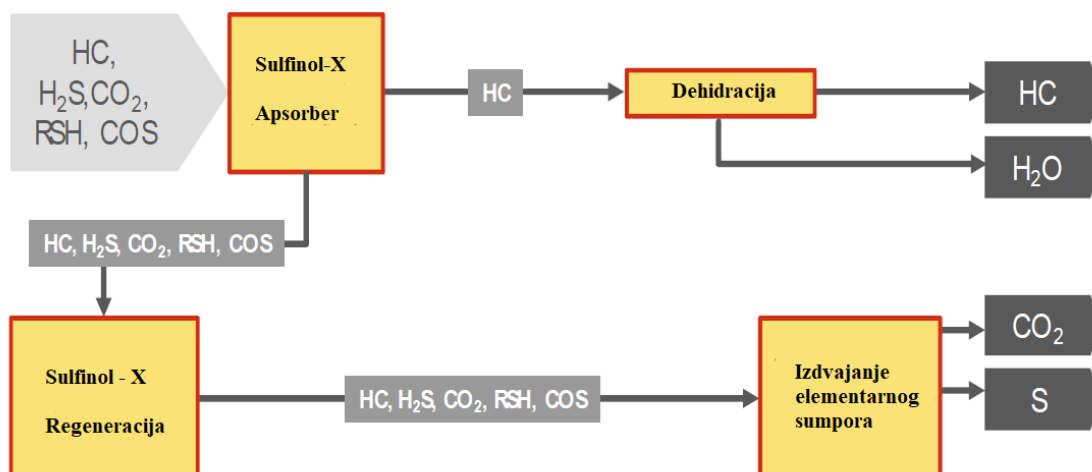 HC,
H₂S,CO₂,
RSH, COS
Sulfinol-X
Apsorber
HC
Dehidracija
HC
H₂O
HC, H₂S, CO₂, RSH, COS
Sulfinol - X
Regeneracija
HC, H₂S, CO₂, RSH, COS
Izdvajanje
elementarnog
sumpora
CO₂
S